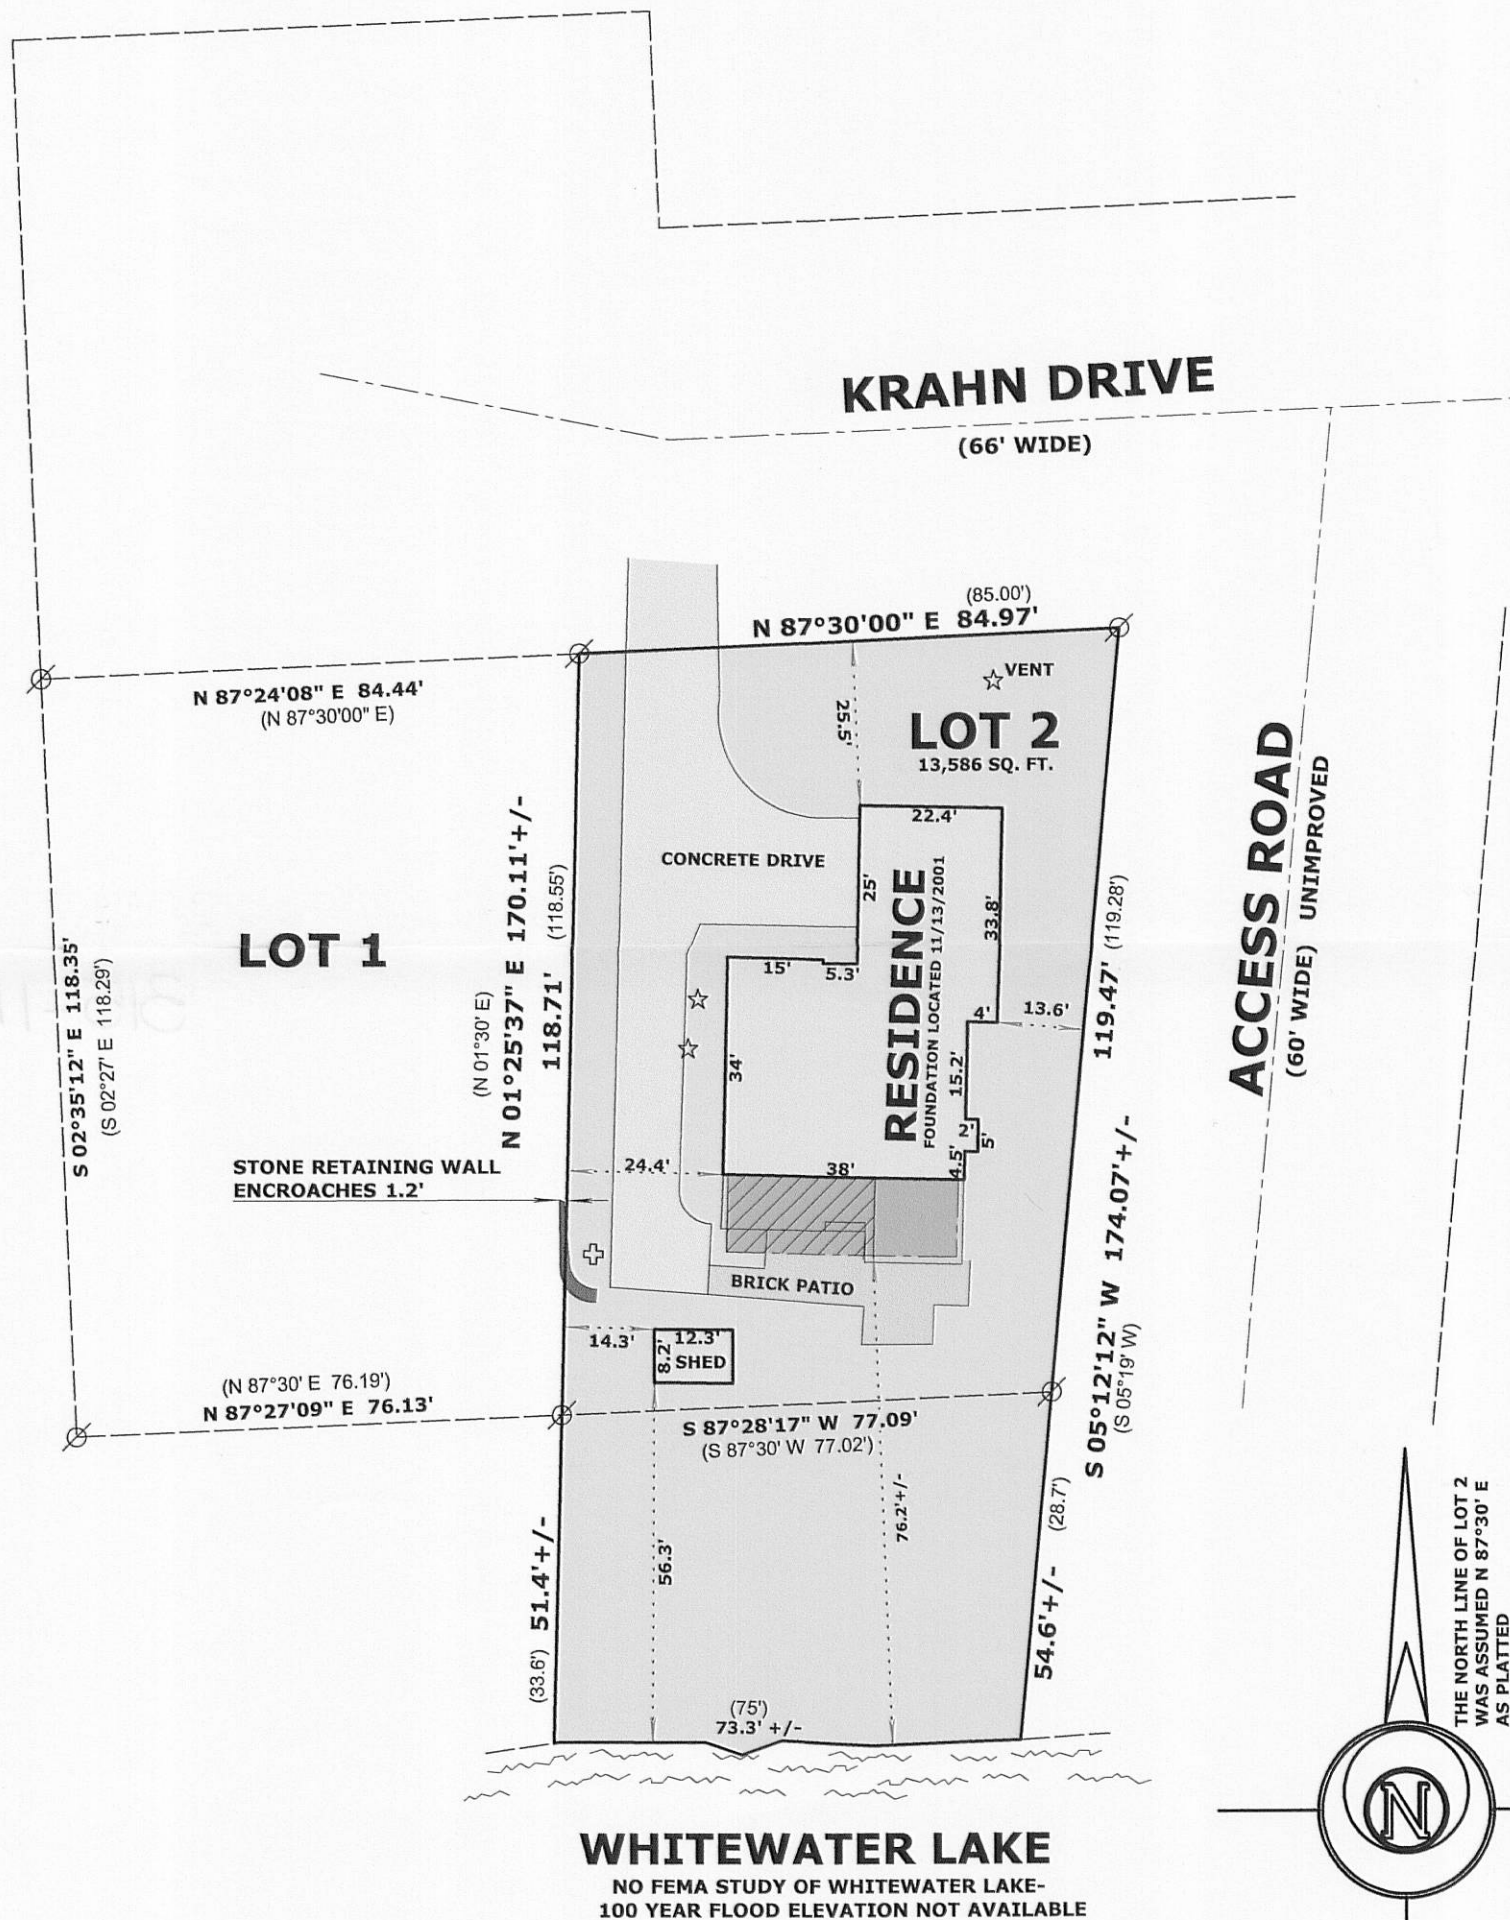 KRAHN DRIVE
(66' WIDE)
(85.00')
N 87°30'00" E 84.97'
VENT
N 87°24'08" E 84.44'
(N 87°30'00" E)
25.5'
LOT 2
13,586 SQ. FT.
22.4'
CONCRETE DRIVE
25'
RESIDENCE
FOUNDATION LOCATED 11/13/2001
33.8'
ACCESS ROAD
(60' WIDE) UNIMPROVED
LOT 1
N 01°25'37" E 170.11'+/-
(N 01°30' E)
118.71'
(118.55')
S 02°35'12" E 118.35'
(S 02°27' E 118.29')
15'
5.3'
4'
13.6'
119.47' (119.28')
34'
15.2'
2'
5'
4.5'
STONE RETAINING WALL
ENCROACHES 1.2'
24.4'
38'
S 05°12'12" W 174.07'+/-
(S 05°19' W)
BRICK PATIO
14.3'
12.3'
8.2'
SHED
(N 87°30' E 76.19')
N 87°27'09" E 76.13'
S 87°28'17" W 77.09'
(S 87°30' W 77.02')
(33.6') 51.4'+/-
56.3'
76.2'+/-
(28.7')
54.6'+/-
(75')
73.3' +/-
THE NORTH LINE OF LOT 2
WAS ASSUMED N 87°30' E
AS PLATTED
N
WHITEWATER LAKE
NO FEMA STUDY OF WHITEWATER LAKE-
100 YEAR FLOOD ELEVATION NOT AVAILABLE